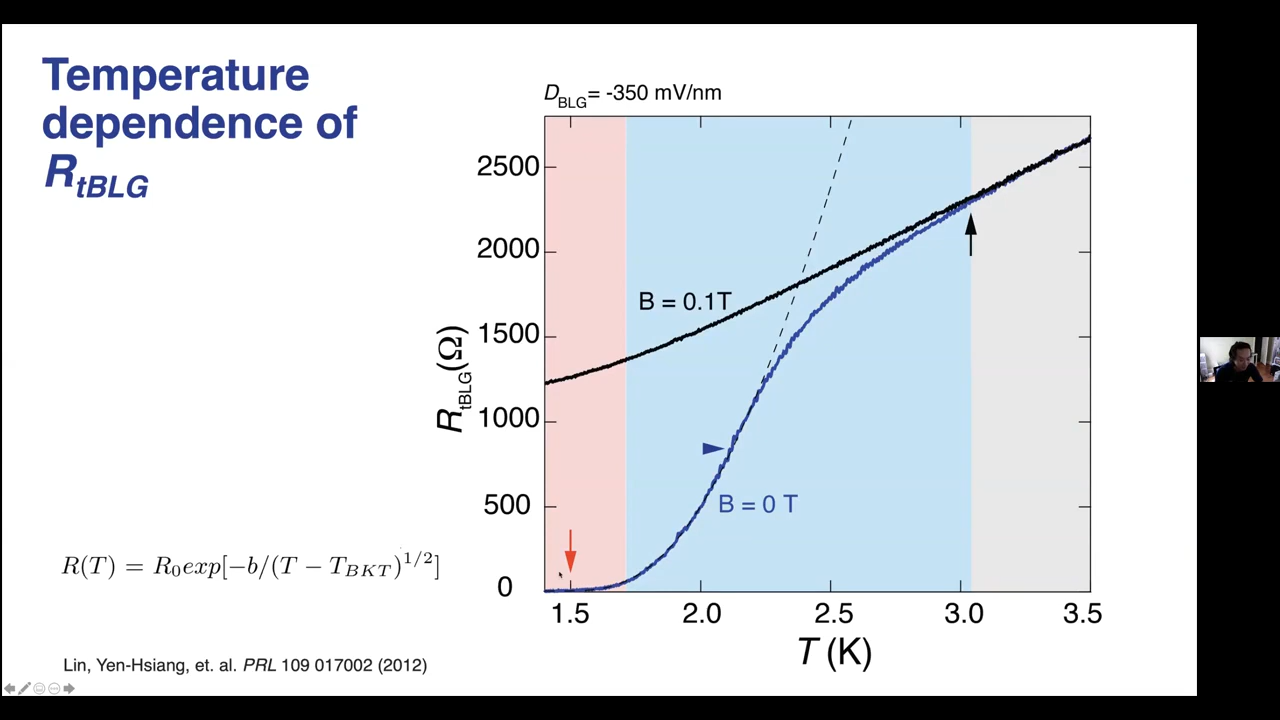 Temperature
dependence of
R_tBLG
D_BLG= -350 mV/nm
2500
2000
1500
1000
500
0
R_tBLG(Ω)
B = 0.1T
B = 0 T
1.5 2.0 2.5 3.0 3.5
T (K)
R(T) = R_0exp[−b/(T − T_BKT)^1/2]
Lin, Yen-Hsiang, et. al. PRL 109 017002 (2012)